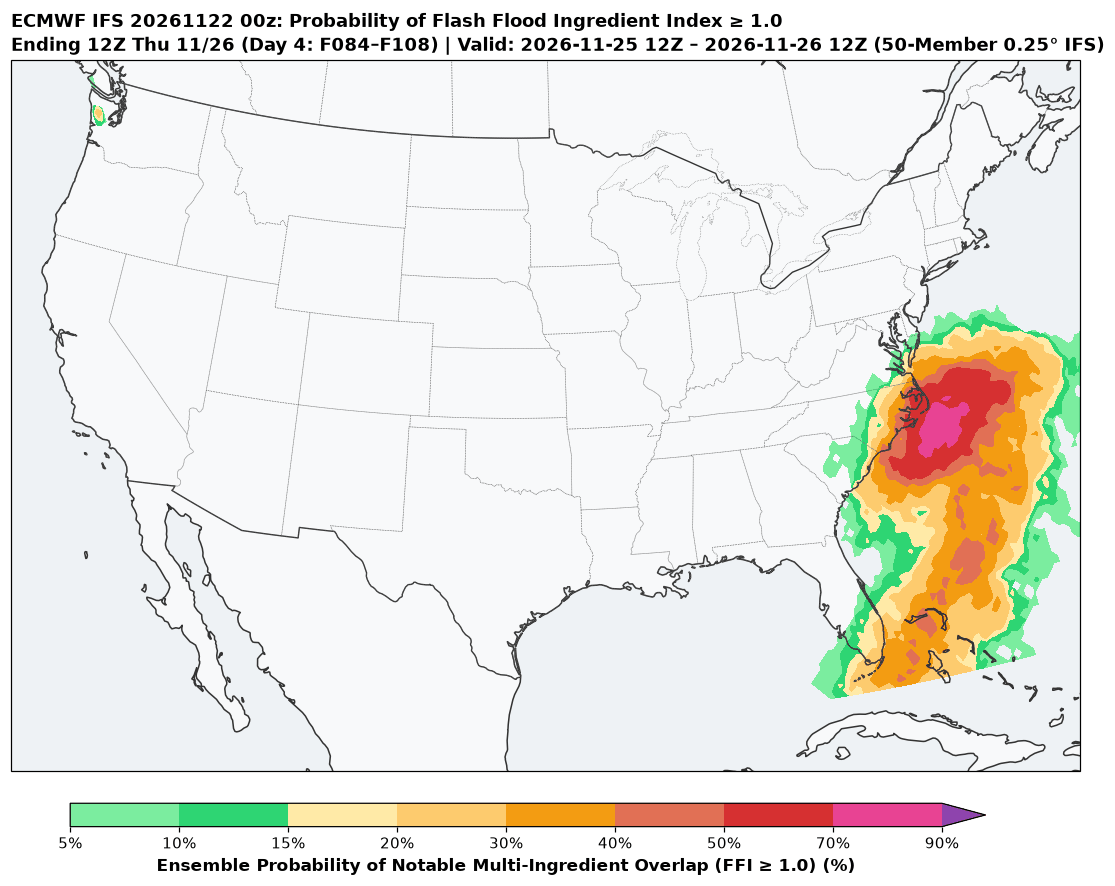 ECMWF IFS 20261122 00z: Probability of Flash Flood Ingredient Index ≥ 1.0
Ending 12Z Thu 11/26 (Day 4: F084–F108) | Valid: 2026-11-25 12Z – 2026-11-26 12Z (50-Member 0.25° IFS)
5% 10% 15% 20% 30% 40% 50% 70% 90%
Ensemble Probability of Notable Multi-Ingredient Overlap (FFI ≥ 1.0) (%)